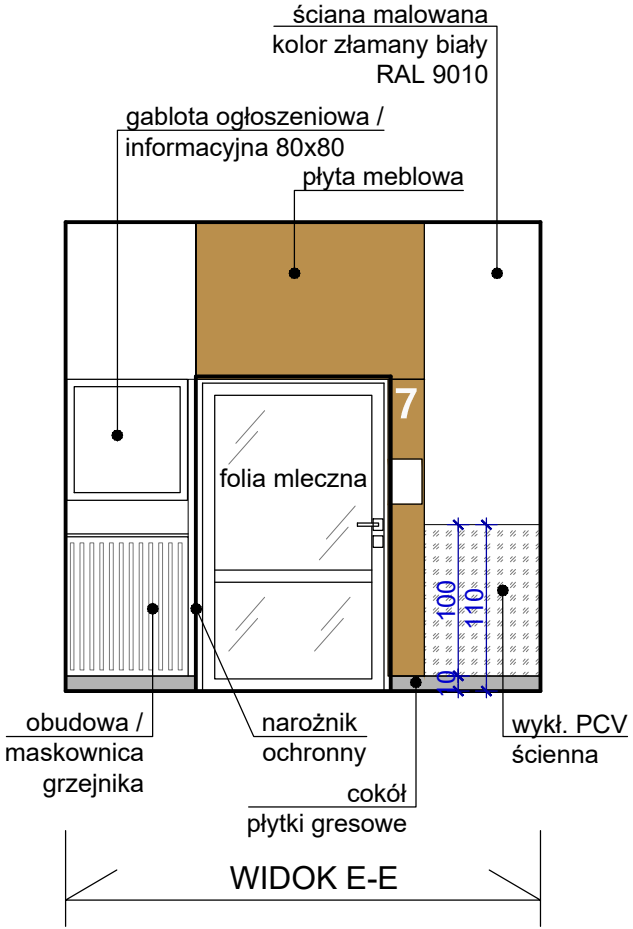 ściana malowana
kolor złamany biały
RAL 9010
gablota ogłoszeniowa /
informacyjna 80x80
płyta meblowa
7
folia mleczna
100
110
10
obudowa /
maskownica
grzejnika
narożnik
ochronny
wykł. PCV
ścienna
cokół
płytki gresowe
WIDOK E-E